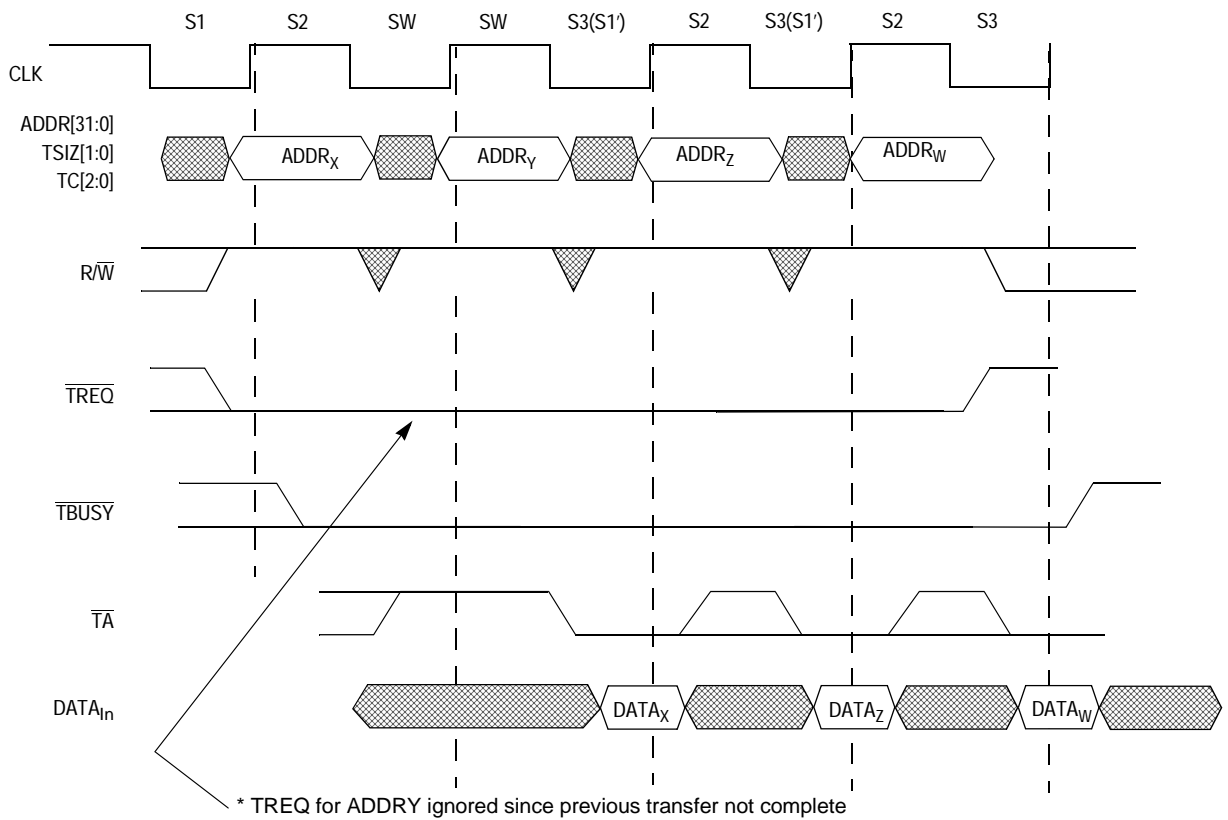 S1 S2 SW SW S3(S1') S2 S3(S1') S2 S3
CLK
ADDR[31:0]
TSIZ[1:0]
TC[2:0]
ADDRX ADDRY ADDRZ ADDRW
R/W
TREQ
TBUSY
TA
DATAIn
DATAX DATAZ DATAW
* TREQ for ADDRY ignored since previous transfer not complete